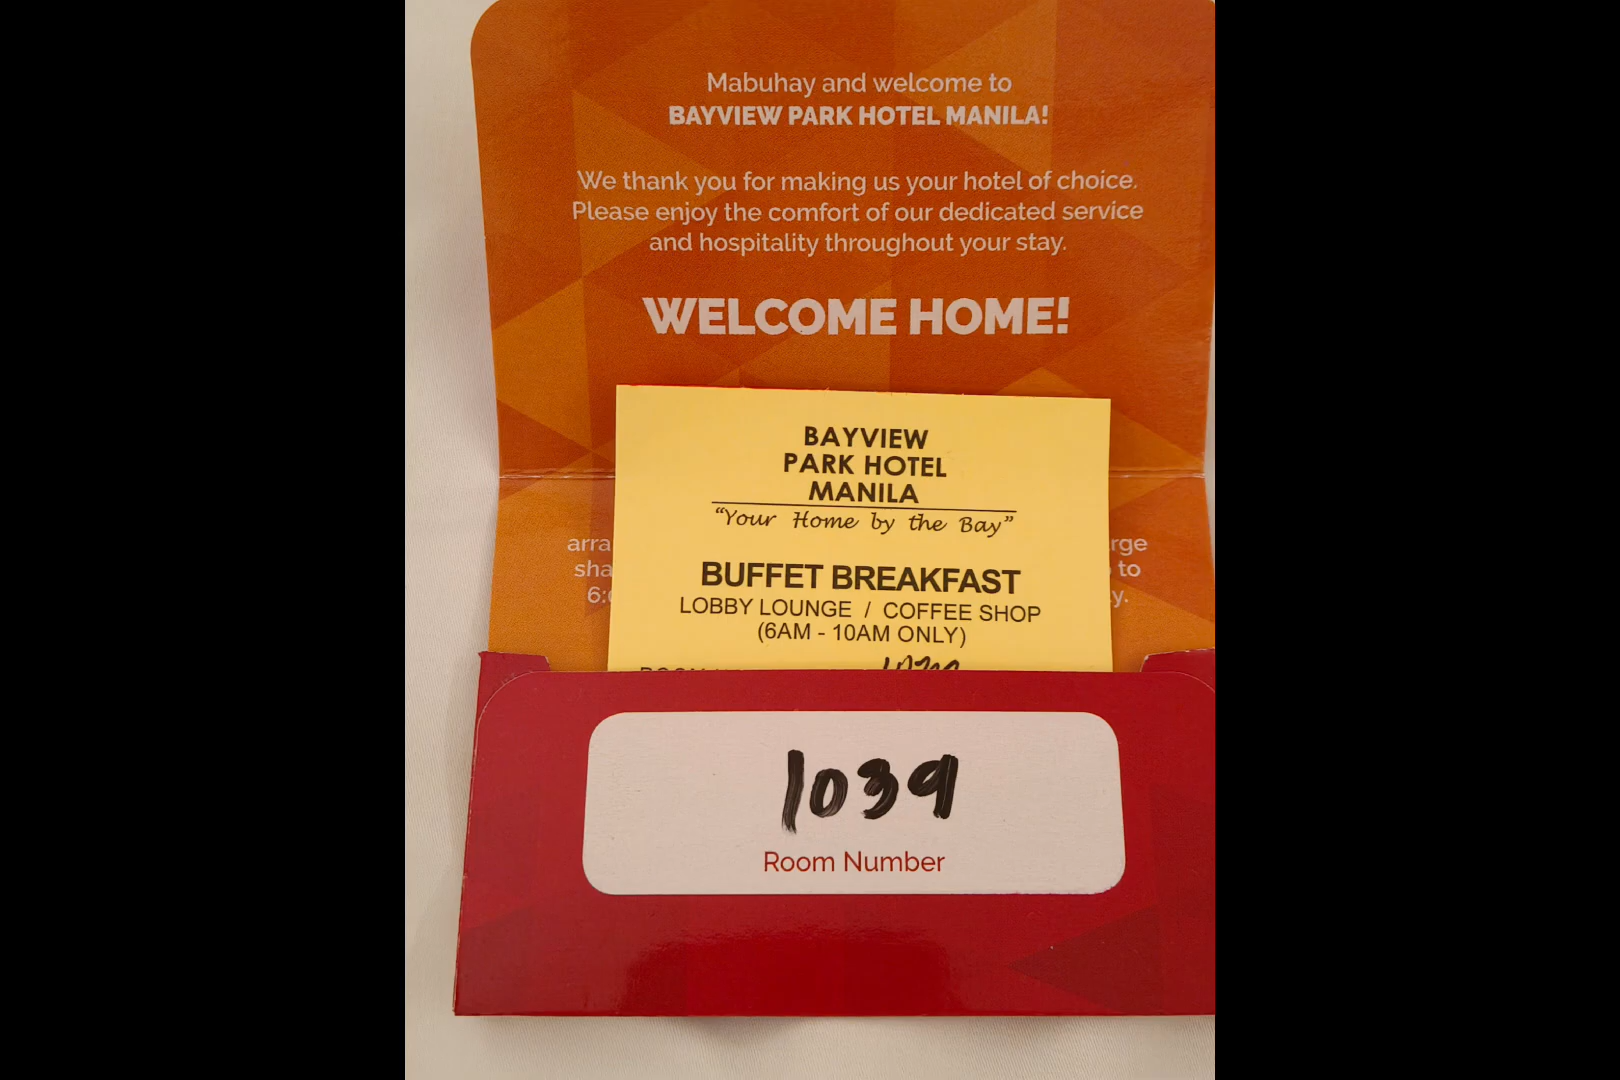 Mabuhay and welcome to
BAYVIEW PARK HOTEL MANILA!
We thank you for making us your hotel of choice.
Please enjoy the comfort of our dedicated service
and hospitality throughout your stay.
WELCOME HOME!
BAYVIEW
PARK HOTEL
MANILA
“Your Home by the Bay”
to
BUFFET BREAKFAST
LOBBY LOUNGE / COFFEE SHOP
(6AM - 10AM ONLY)
1039
Room Number